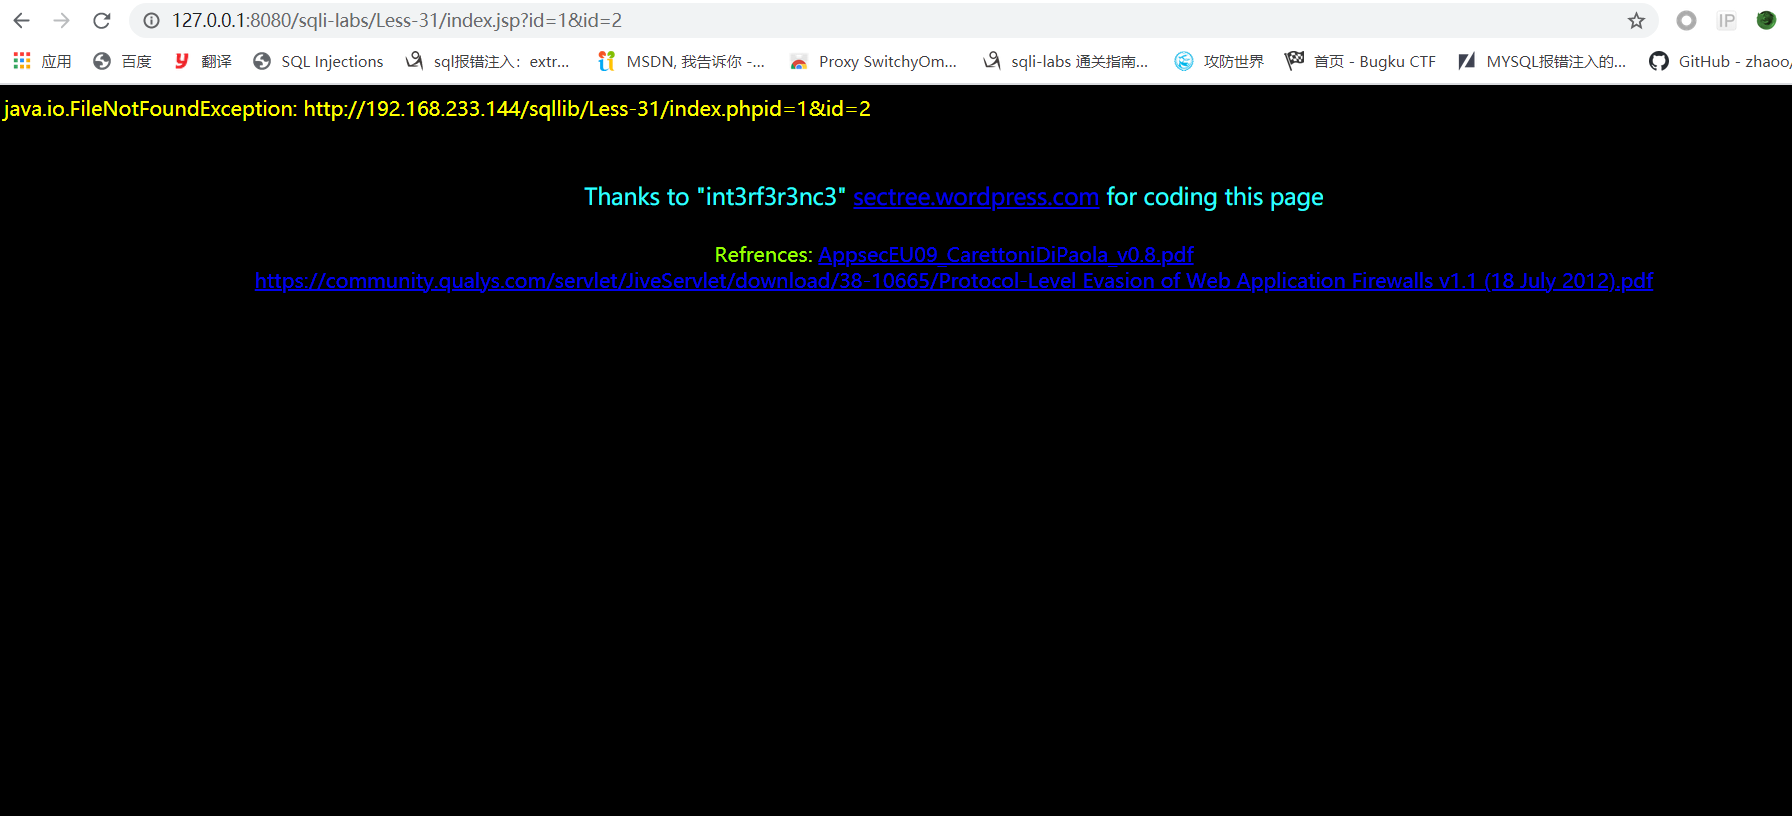 127.0.0.1:8080/sqli-labs/Less-31/index.jsp?id=1&id=2
IP
应用 百度 翻译 SQL Injections sql报错注入：extr... MSDN, 我告诉你 -... Proxy SwitchyOm... sqli-labs 通关指南... 攻防世界 首页 - Bugku CTF MYSQL报错注入的... GitHub - zhaoo/
java.io.FileNotFoundException: http://192.168.233.144/sqllib/Less-31/index.phpid=1&id=2
Thanks to "int3rf3r3nc3" sectree.wordpress.com for coding this page
Refrences: AppsecEU09_CarettoniDiPaola_v0.8.pdf
https://community.qualys.com/servlet/JiveServlet/download/38-10665/Protocol-Level Evasion of Web Application Firewalls v1.1 (18 July 2012).pdf